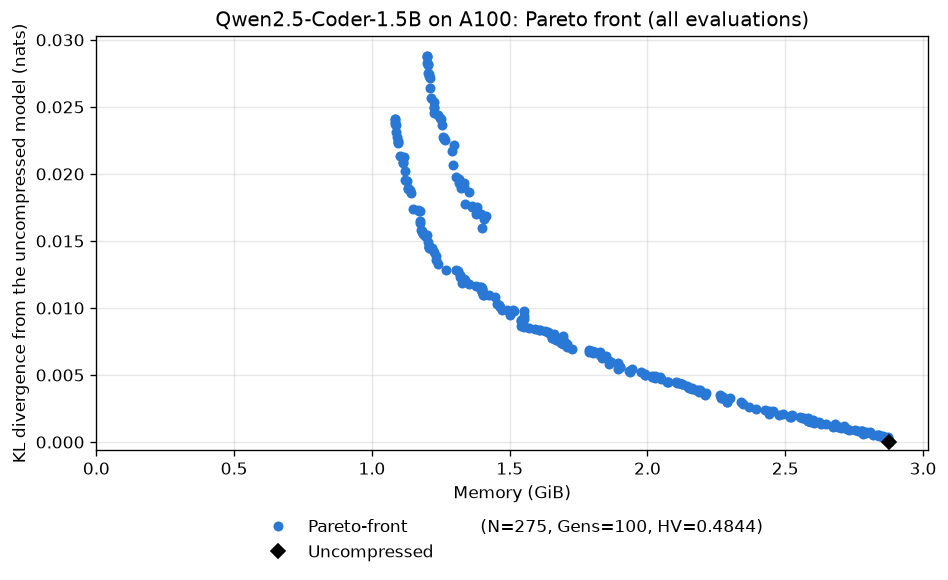 Qwen2.5-Coder-1.5B on A100: Pareto front (all evaluations)
KL divergence from the uncompressed model (nats)
0.030
0.025
0.020
0.015
0.010
0.005
0.000
0.0 0.5 1.0 1.5 2.0 2.5 3.0
Memory (GiB)
Pareto-front (N=275, Gens=100, HV=0.4844)
Uncompressed